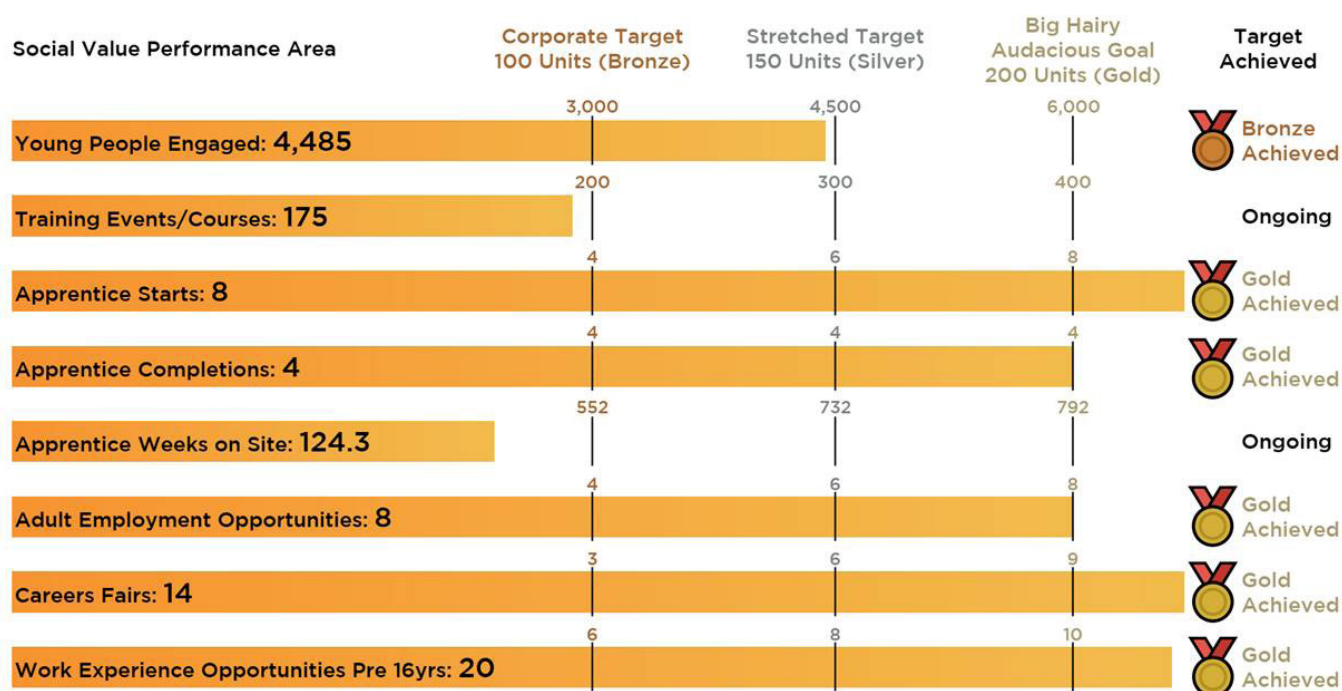 Social Value Performance Area
Corporate Target
100 Units (Bronze)
Stretched Target
150 Units (Silver)
Big Hairy
Audacious Goal
200 Units (Gold)
Target
Achieved
3,000 4,500 6,000
Young People Engaged: 4,485
Bronze
Achieved
200 300 400
Training Events/Courses: 175
Ongoing
4 6 8
Apprentice Starts: 8
Gold
Achieved
4 4 4
Apprentice Completions: 4
Gold
Achieved
552 732 792
Apprentice Weeks on Site: 124.3
Ongoing
4 6 8
Adult Employment Opportunities: 8
Gold
Achieved
3 6 9
Careers Fairs: 14
Gold
Achieved
6 8 10
Work Experience Opportunities Pre 16yrs: 20
Gold
Achieved